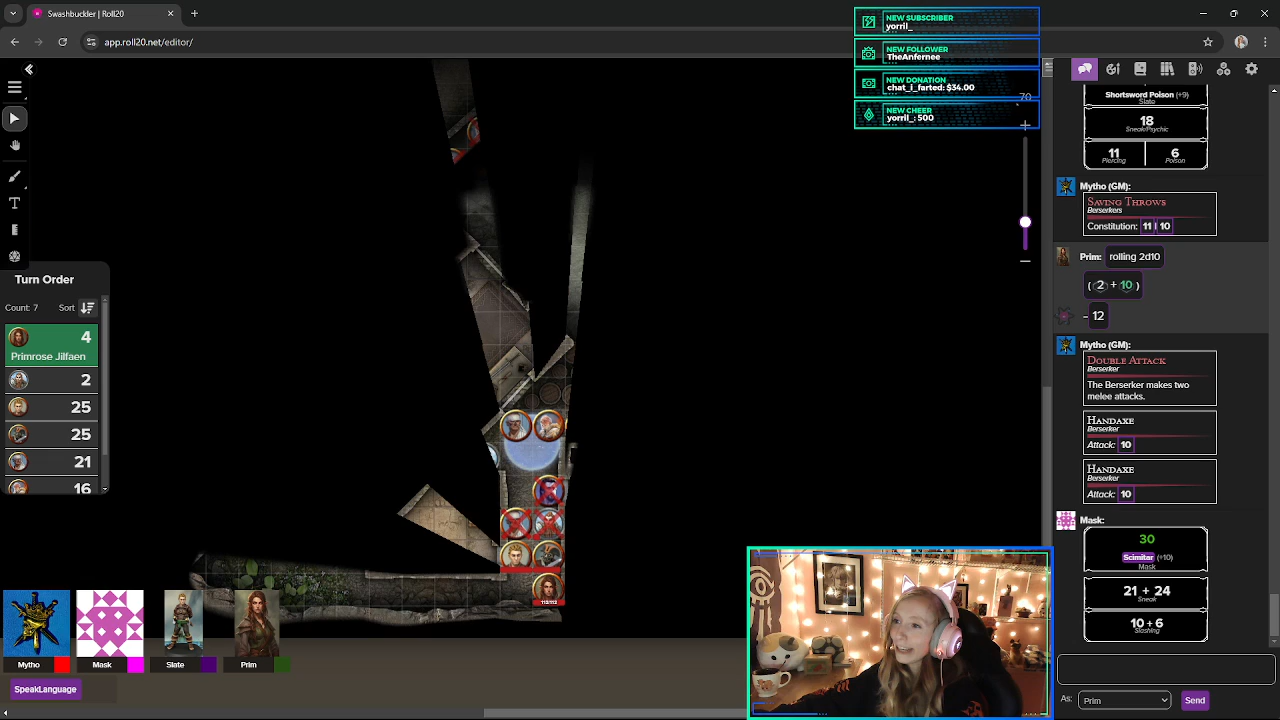 Swashbuckler | Roll20
app.roll20.net/editor/
NEW SUBSCRIBER
yorril_
NEW FOLLOWER
TheAnfernee
NEW DONATION
chat_i_farted: $34.00
NEW CHEER
yorril_: 500
70
Turn Order
Count: 7 Sort
4
Primrose Jilfaen
2
25
25
21
16
112/112
Mytho
Mask
Slate
Prim
SpeakLanguage
Shortsword Poison (+9)
Slate
18
Sneak/Psychic
11 6
Piercing Poison
Mytho (GM):
SAVING THROWS
Berserkers
Constitution: 11 | 10
Prim: rolling 2d10
( 2 + 10 )
= 12
Mytho (GM):
DOUBLE ATTACK
Berserker
The Berserker makes two
melee attacks.
HANDAXE
Berserker
Attack: 10
HANDAXE
Berserker
Attack: 10
Mask:
30
Scimitar (+10)
Mask
21 + 24
Sneak
10 + 6
Slashing
As: Prim Send